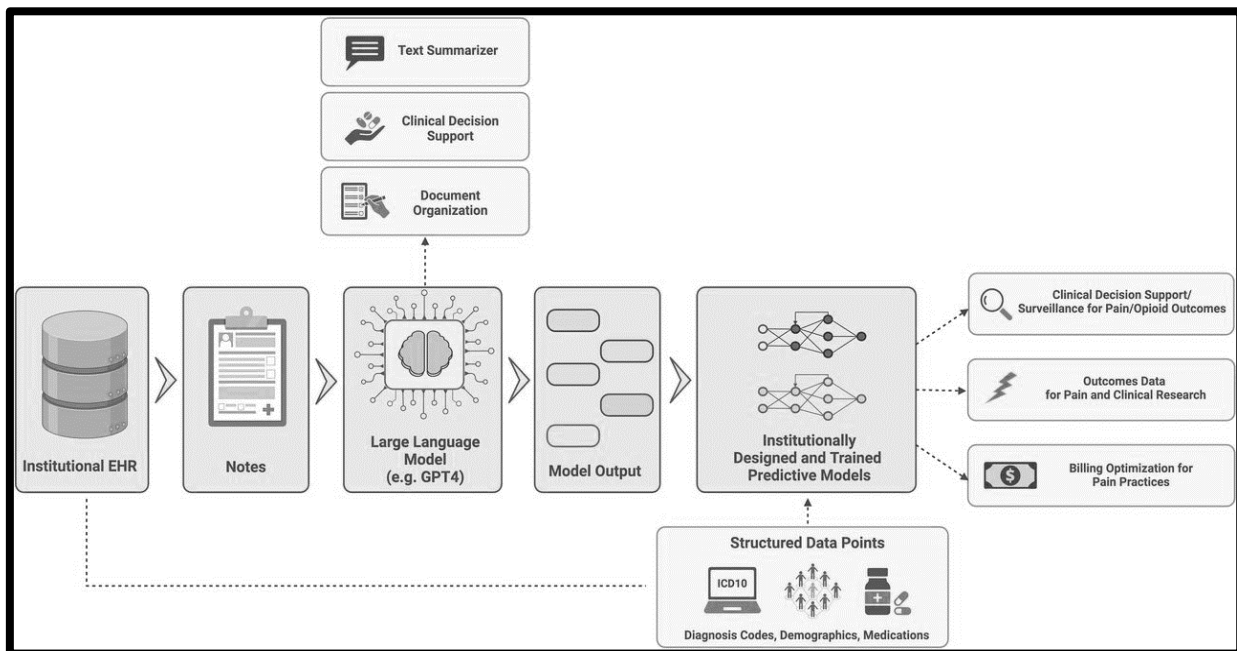 Text Summarizer
Clinical Decision
Support
Document
Organization
Institutional EHR
Notes
Large Language
Model
(e.g. GPT4)
Model Output
Institutionally
Designed and Trained
Predictive Models
Clinical Decision Support/
Surveillance for Pain/Opioid Outcomes
Outcomes Data
for Pain and Clinical Research
$
Billing Optimization for
Pain Practices
Structured Data Points
ICD10
Diagnosis Codes, Demographics, Medications